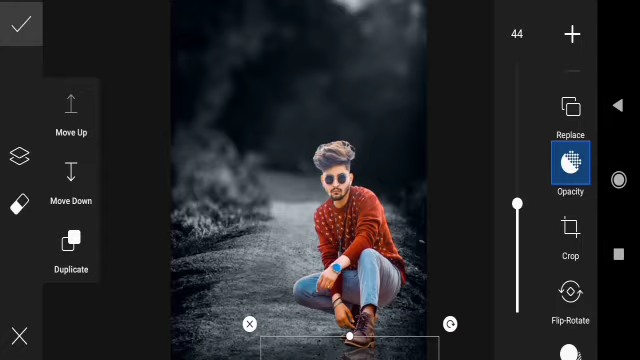 44
Move Up
Replace
Move Down
Opacity
Duplicate
Crop
Flip-Rotate